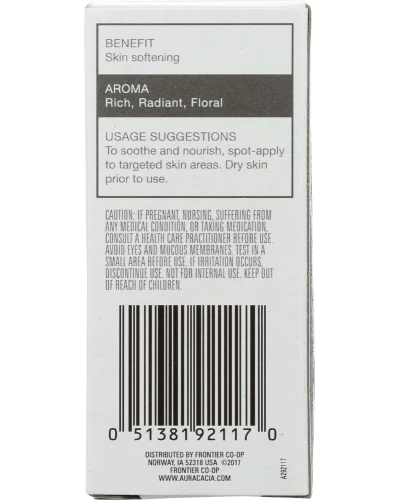 BENEFIT
Skin softening
AROMA
Rich, Radiant, Floral
USAGE SUGGESTIONS
To soothe and nourish, spot-apply
to targeted skin areas. Dry skin
prior to use.
CAUTION: IF PREGNANT, NURSING, SUFFERING FROM
ANY MEDICAL CONDITION, OR TAKING MEDICATION,
CONSULT A HEALTH CARE PRACTITIONER BEFORE USE.
AVOID EYES AND MUCOUS MEMBRANES. TEST IN A
SMALL AREA BEFORE USE. IF IRRITATION OCCURS,
DISCONTINUE USE. NOT FOR INTERNAL USE. KEEP OUT
OF REACH OF CHILDREN.
0 51381 92117 0
DISTRIBUTED BY FRONTIER CO-OP
NORWAY, IA 52318 USA ©2017
FRONTIER CO-OP
WWW.AURACACIA.COM
A292117